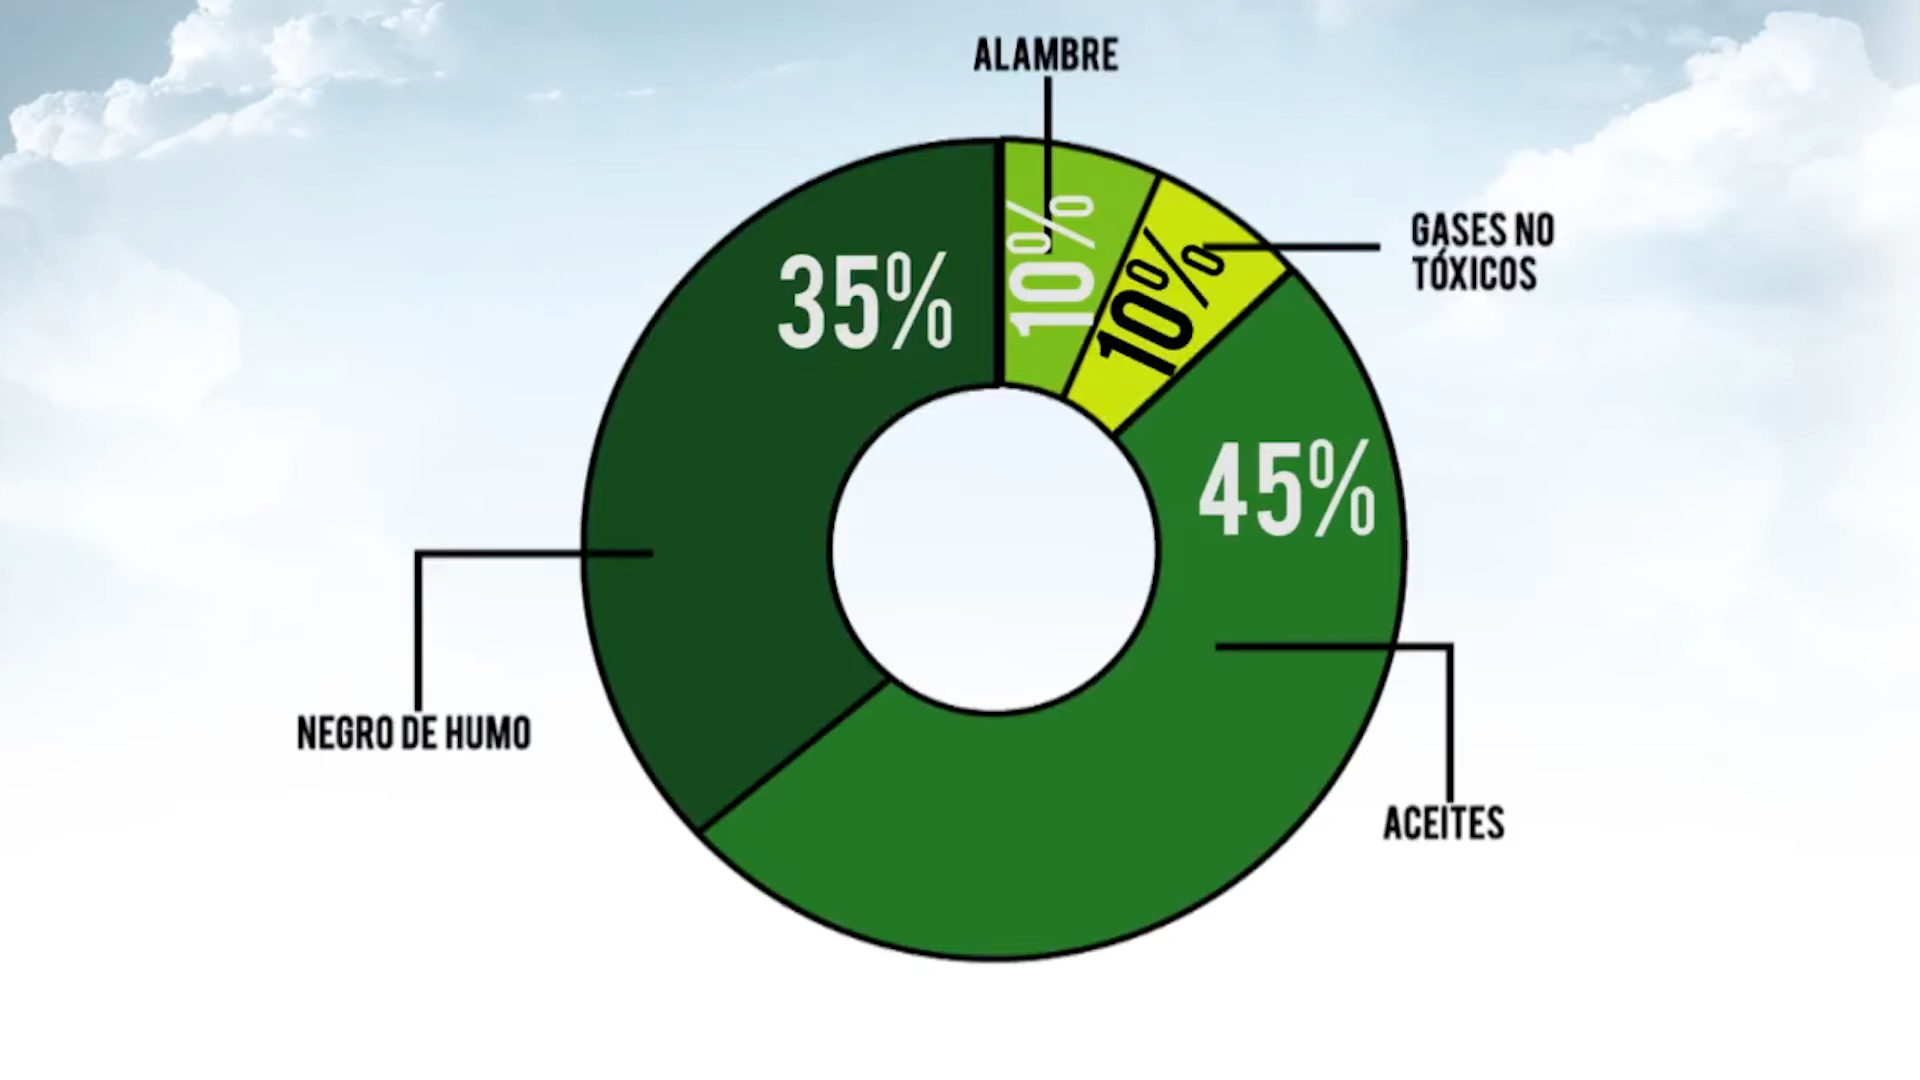 ALAMBRE
10%
GASES NO
TÓXICOS
10%
35%
45%
NEGRO DE HUMO
ACEITES